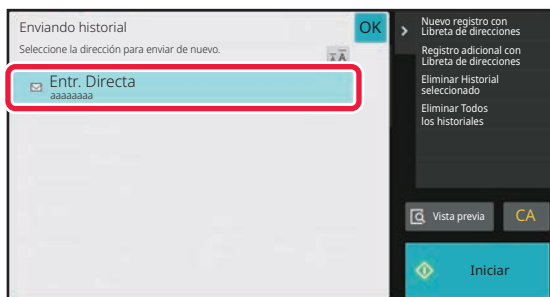 Enviando historial
OK
Seleccione la dirección para enviar de nuevo.
Entr. Directa
aaaaaaaa
Nuevo registro con
Libreta de direcciones
Registro adicional con
Libreta de direcciones
Eliminar Historial
seleccionado
Eliminar Todos
los historiales
Vista previa
CA
Iniciar